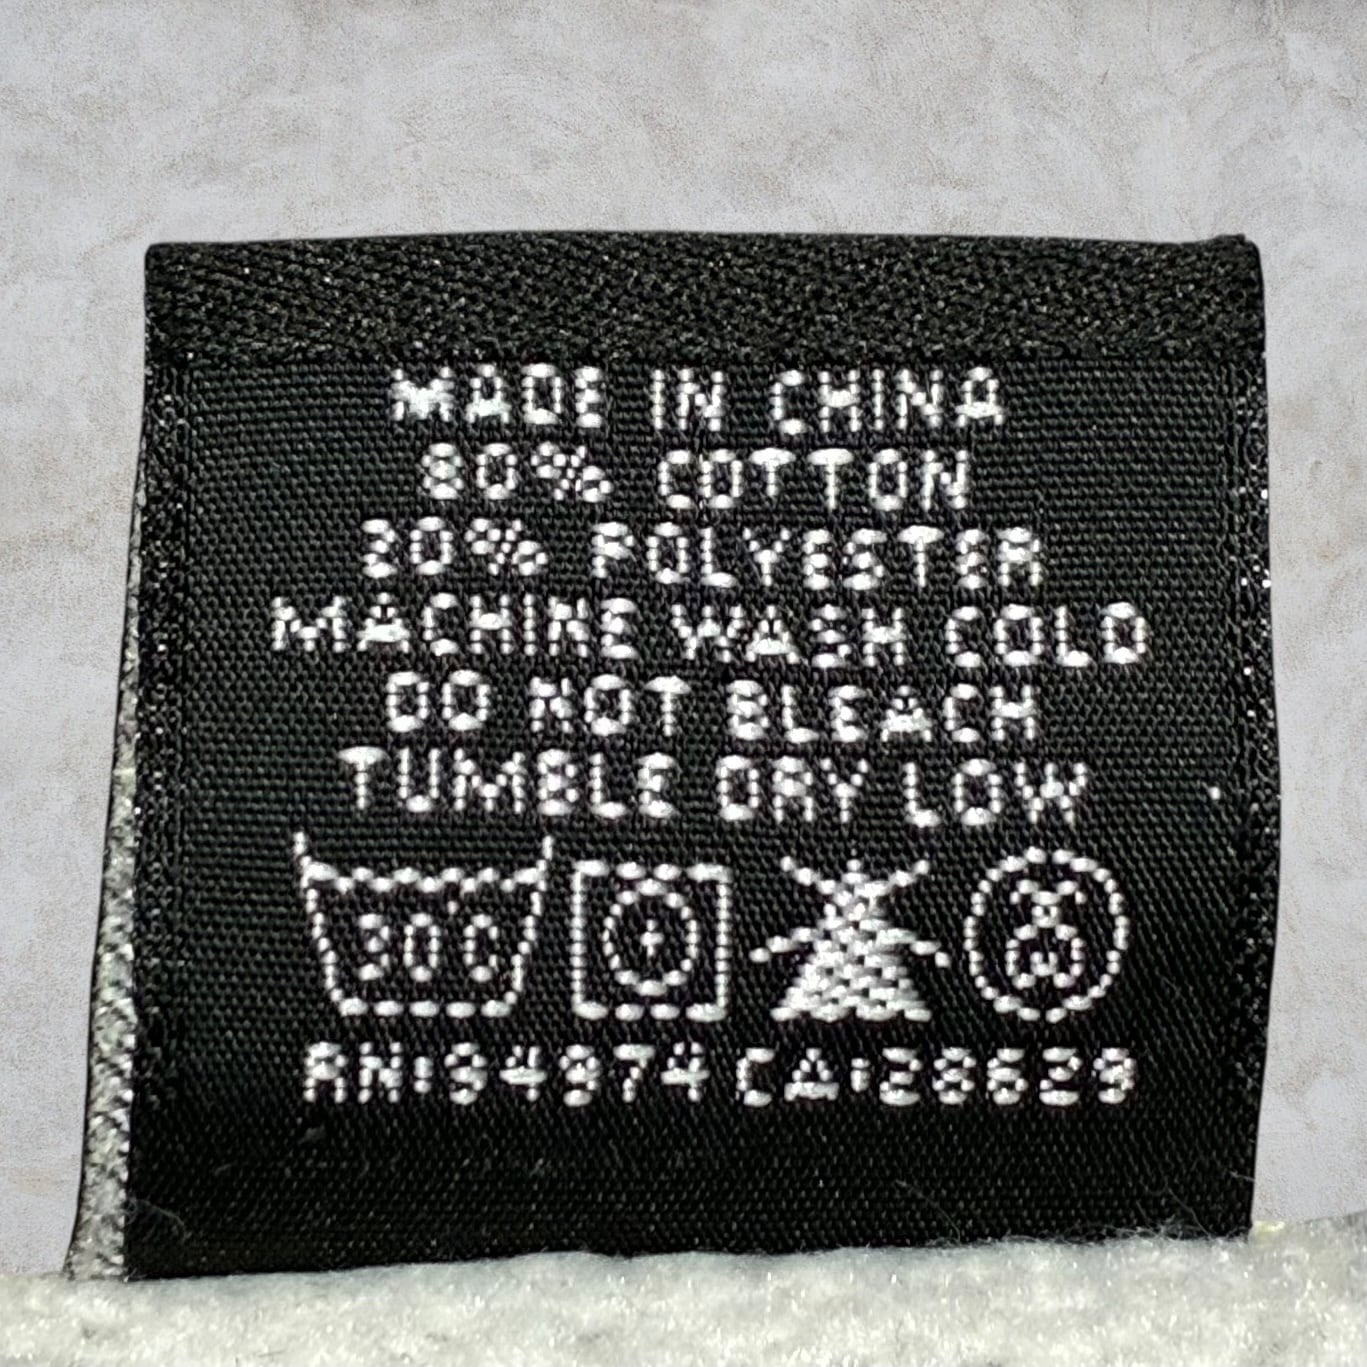 MADE IN CHINA
80% COTTON
20% POLYESTER
MACHINE WASH COLD
DO NOT BLEACH
TUMBLE DRY LOW
30°C
RN:94974 CA:28629